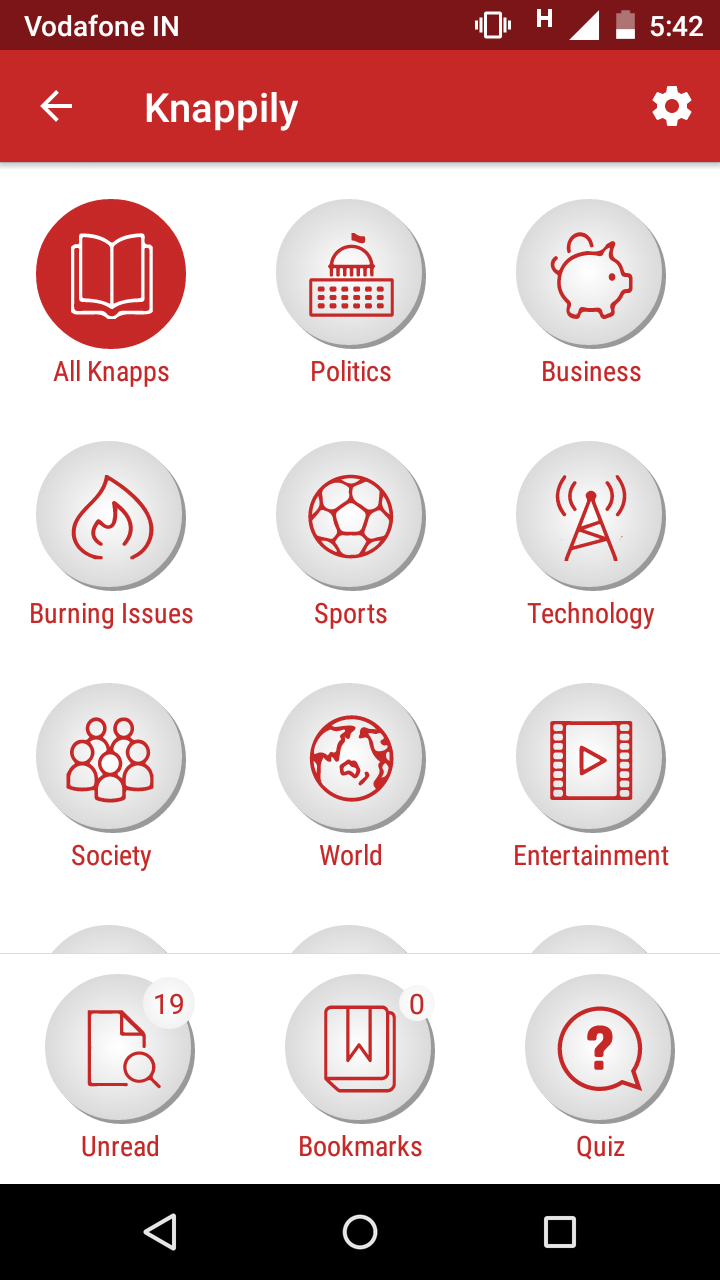 Vodafone IN H 5:42
Knappily
All Knapps Politics Business
Burning Issues Sports Technology
Society World Entertainment
19 0 ?
Unread Bookmarks Quiz